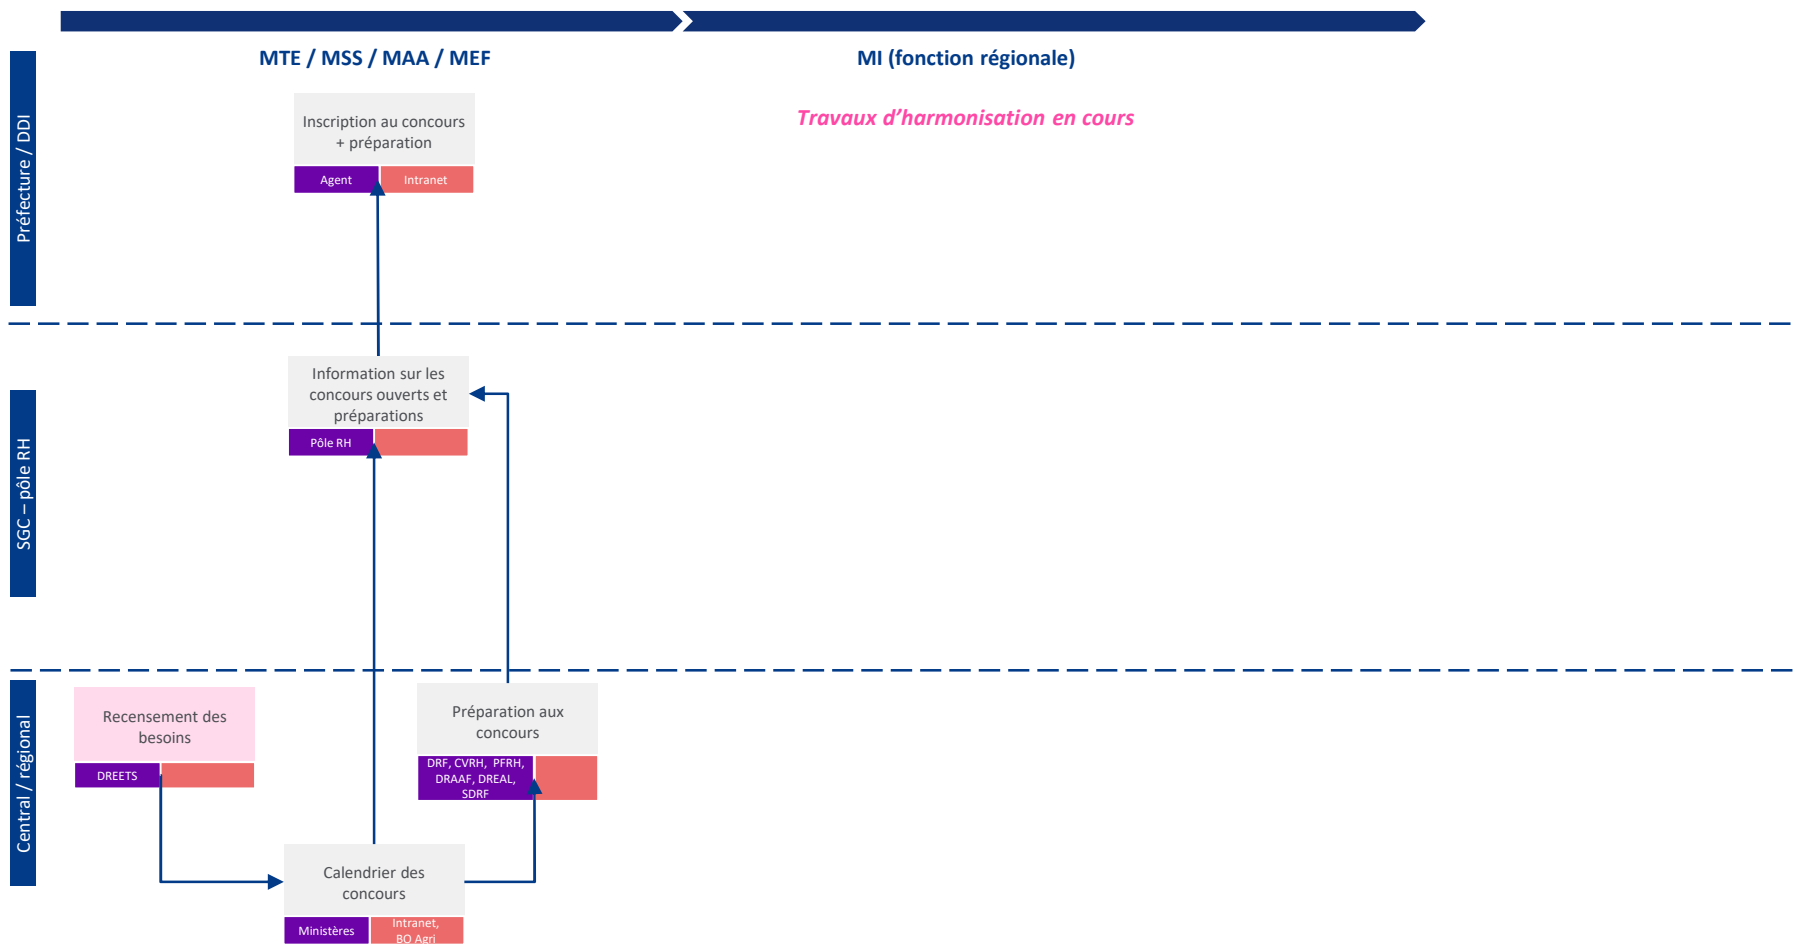 MTE / MSS / MAA / MEF
MI (fonction régionale)
Préfecture / DDI
Inscription au concours
+ préparation
Agent
Intranet
Travaux d'harmonisation en cours
SGC – pôle RH
Information sur les
concours ouverts et
préparations
Pôle RH
Central / régional
Recensement des
besoins
DREETS
Préparation aux
concours
DRF, CVRH, PFRH,
DRAAF, DREAL,
SDRF
Calendrier des
concours
Ministères
Intranet,
BO Agri